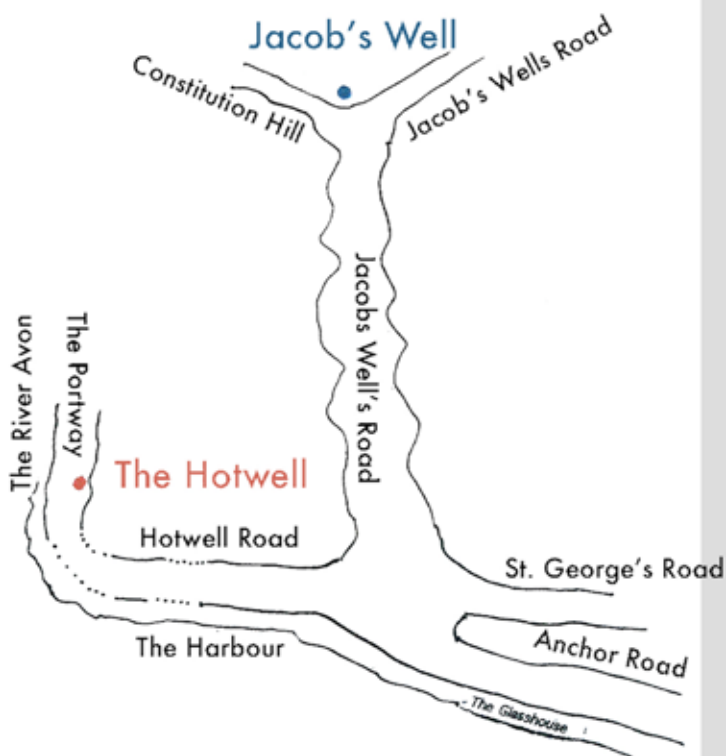 Jacob's Well
Constitution Hill
Jacob's Wells Road
Jacobs Well's Road
The River Avon
The Portway
The Hotwell
Hotwell Road
St. George's Road
The Harbour
Anchor Road
The Glasshouse